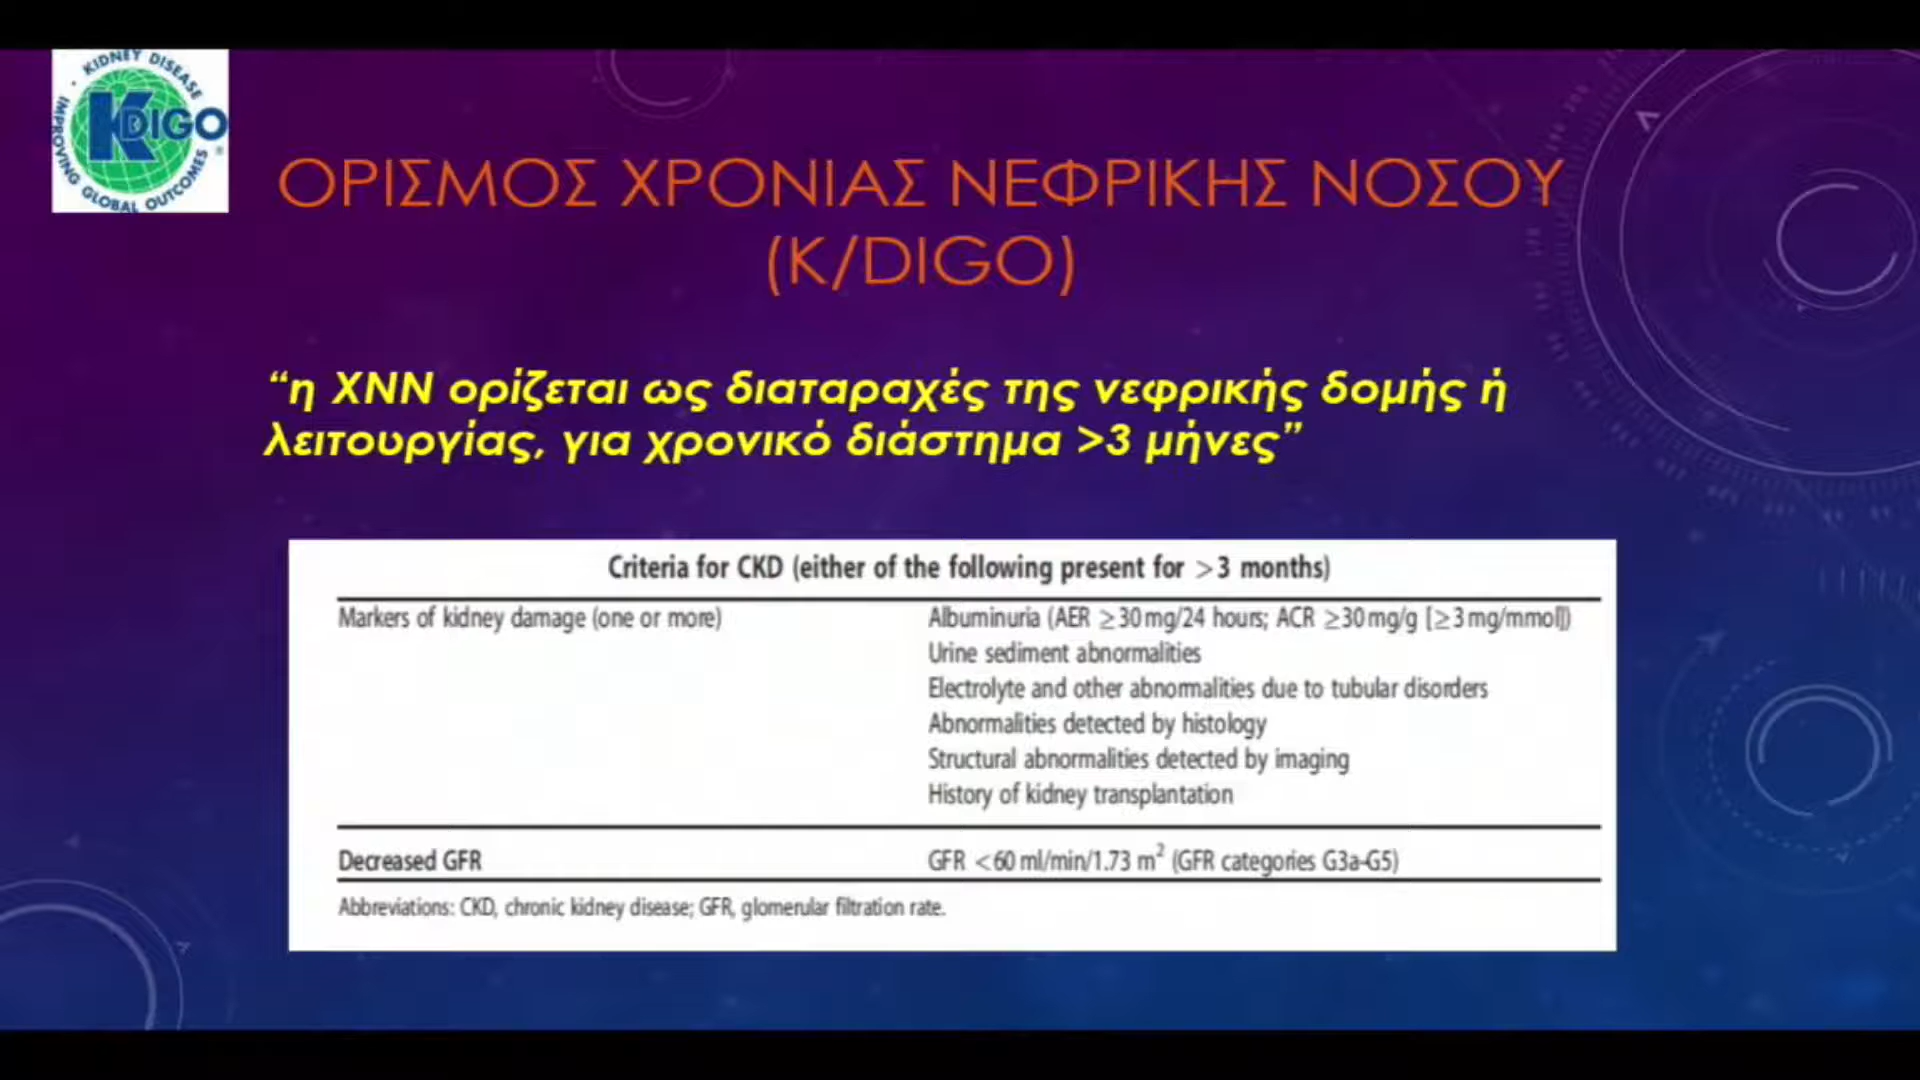 KIDNEY DISEASE
IMPROVING GLOBAL OUTCOMES
KDIGO
ΟΡΙΣΜΟΣ ΧΡΟΝΙΑΣ ΝΕΦΡΙΚΗΣ ΝΟΣΟΥ
(K/DIGO)
“η ΧΝΝ ορίζεται ως διαταραχές της νεφρικής δομής ή
λειτουργίας, για χρονικό διάστημα >3 μήνες”
Criteria for CKD (either of the following present for >3 months)
Markers of kidney damage (one or more) Albuminuria (AER ≥30 mg/24 hours; ACR ≥30 mg/g [≥3 mg/mmol])
Urine sediment abnormalities
Electrolyte and other abnormalities due to tubular disorders
Abnormalities detected by histology
Structural abnormalities detected by imaging
History of kidney transplantation
Decreased GFR GFR <60 ml/min/1.73 m² (GFR categories G3a-G5)
Abbreviations: CKD, chronic kidney disease; GFR, glomerular filtration rate.